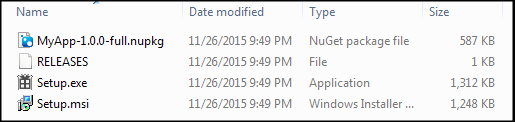 Name Date modified Type Size
MyApp-1.0.0-full.nupkg 11/26/2015 9:49 PM NuGet package file 587 KB
RELEASES 11/26/2015 9:49 PM File 1 KB
Setup.exe 11/26/2015 9:49 PM Application 1,312 KB
Setup.msi 11/26/2015 9:49 PM Windows Installer ... 1,248 KB